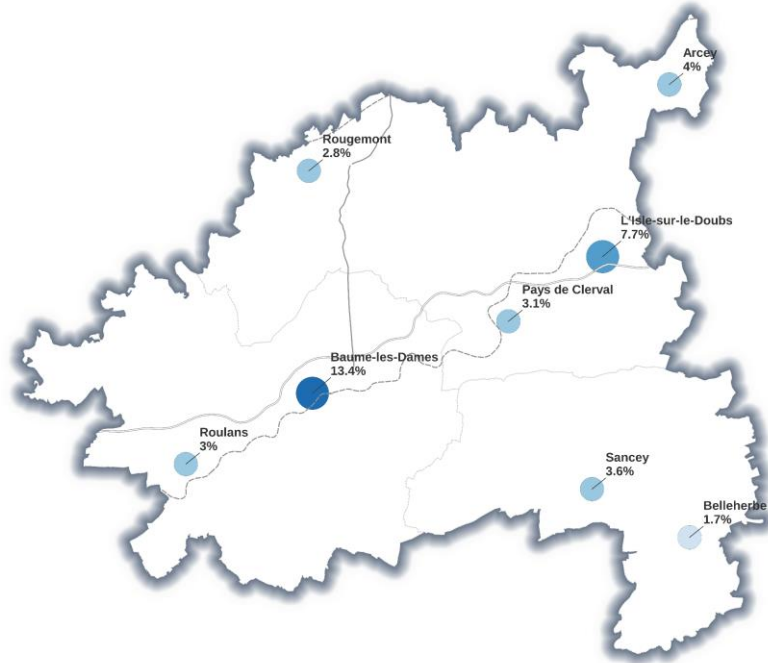 Arcey
4%
Rougemont
2.8%
L'Isle-sur-le-Doubs
7.7%
Pays de Clerval
3.1%
Baume-les-Dames
13.4%
Roulans
3%
Sancey
3.6%
Belleherbe
1.7%